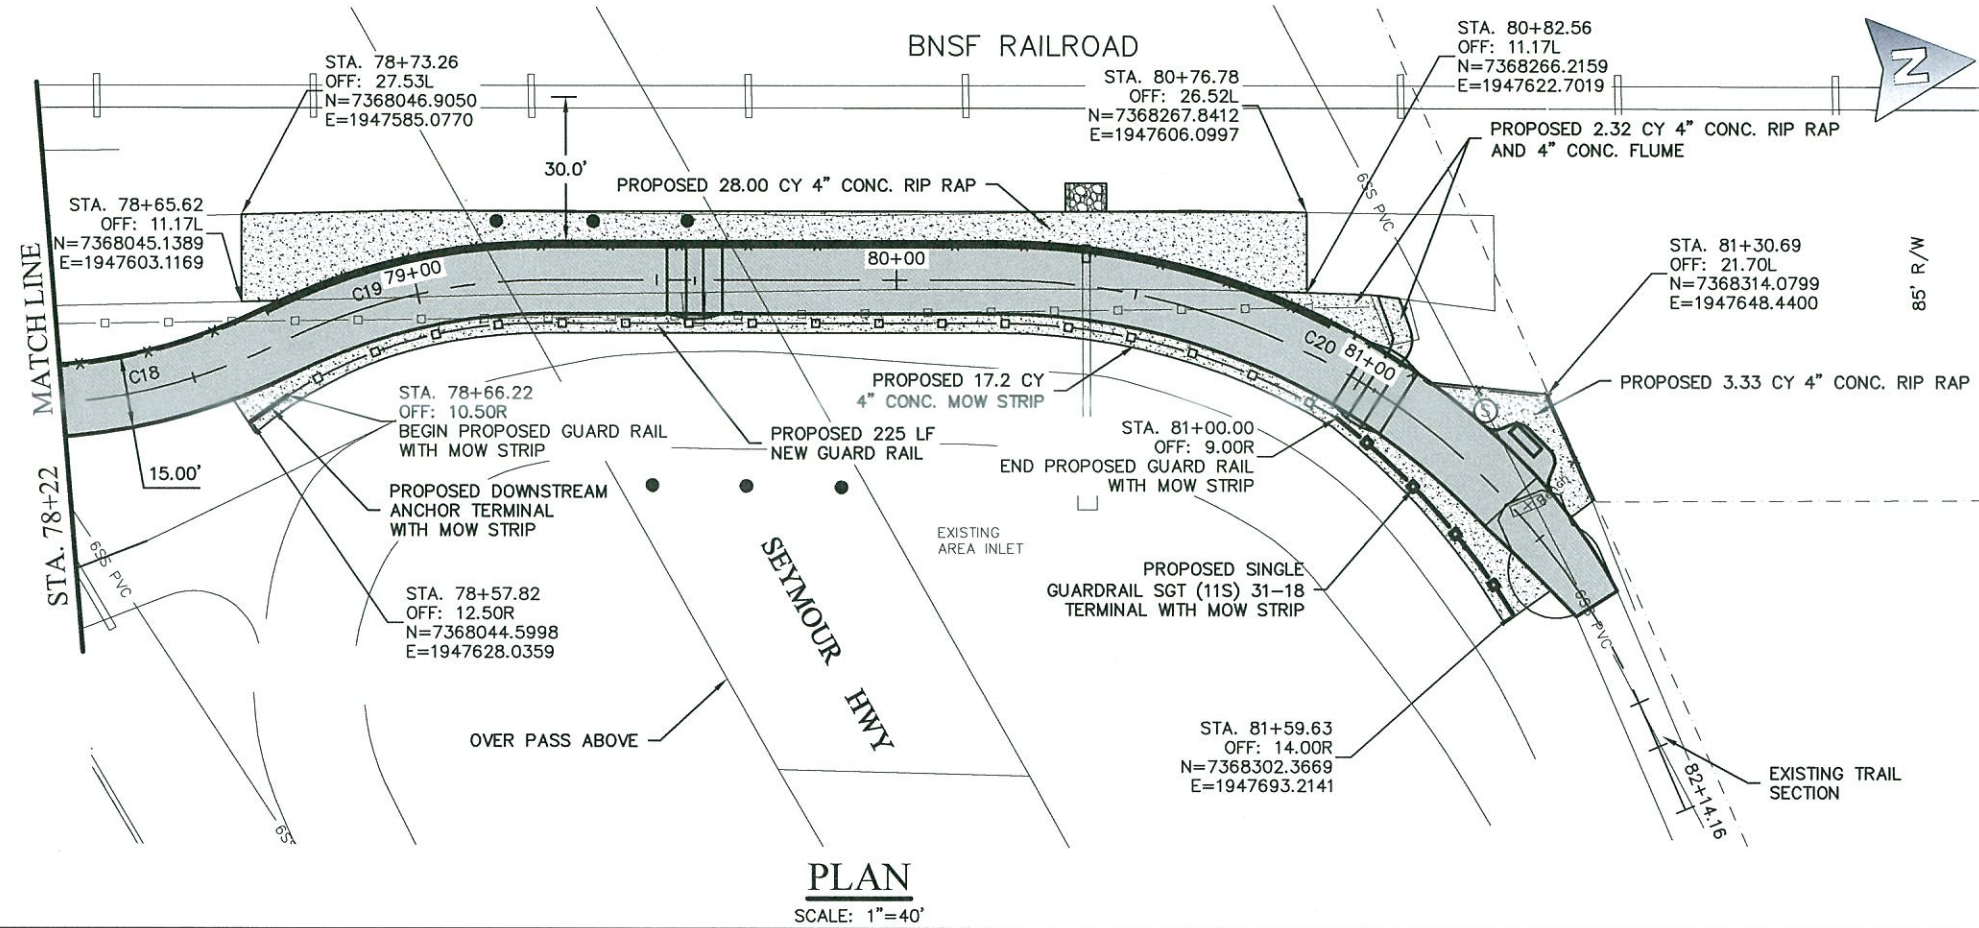 BNSF RAILROAD
STA. 78+73.26
OFF: 27.53L
N=7368046.9050
E=1947585.0770
STA. 80+76.78
OFF: 26.52L
N=7368267.8412
E=1947606.0997
STA. 80+82.56
OFF: 11.17L
N=7368266.2159
E=1947622.7019
N
PROPOSED 2.32 CY 4" CONC. RIP RAP
AND 4" CONC. FLUME
30.0'
PROPOSED 28.00 CY 4" CONC. RIP RAP
6SS PVC
STA. 78+65.62
OFF: 11.17L
N=7368045.1389
E=1947603.1169
STA. 81+30.69
OFF: 21.70L
N=7368314.0799
E=1947648.4400
85' R/W
MATCH LINE
STA. 78+22
C18
C19
79+00
80+00
C20
81+00
15.00'
PROPOSED 3.33 CY 4" CONC. RIP RAP
S
STA. 78+66.22
OFF: 10.50R
BEGIN PROPOSED GUARD RAIL
WITH MOW STRIP
PROPOSED 17.2 CY
4" CONC. MOW STRIP
PROPOSED 225 LF
NEW GUARD RAIL
STA. 81+00.00
OFF: 9.00R
END PROPOSED GUARD RAIL
WITH MOW STRIP
PROPOSED DOWNSTREAM
ANCHOR TERMINAL
WITH MOW STRIP
EXISTING
AREA INLET
6SS PVC
SEYMOUR HWY
PROPOSED SINGLE
GUARDRAIL SGT (11S) 31-18
TERMINAL WITH MOW STRIP
STA. 78+57.82
OFF: 12.50R
N=7368044.5998
E=1947628.0359
6SS PVC
OVER PASS ABOVE
STA. 81+59.63
OFF: 14.00R
N=7368302.3669
E=1947693.2141
EXISTING TRAIL
SECTION
82+14.16
PLAN
SCALE: 1"=40'